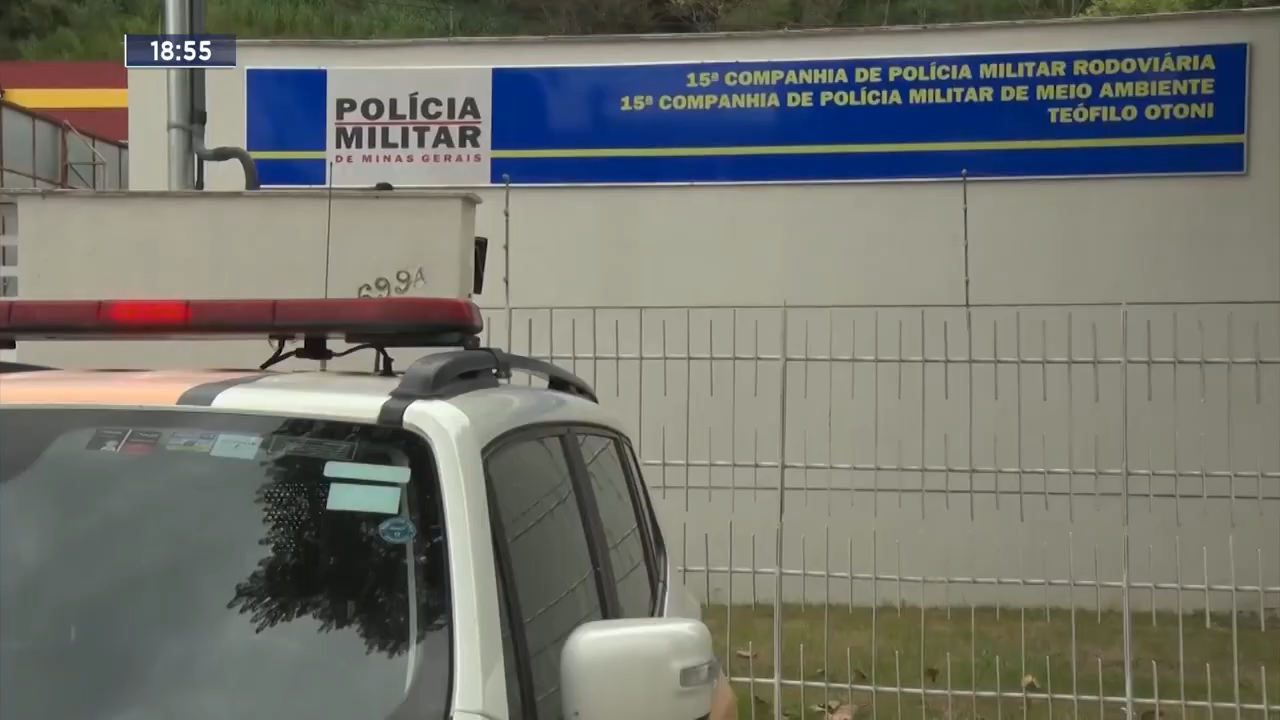 18:55
POLÍCIA
MILITAR
DE MINAS GERAIS
15ª COMPANHIA DE POLÍCIA MILITAR RODOVIÁRIA
15ª COMPANHIA DE POLÍCIA MILITAR DE MEIO AMBIENTE
TEÓFILO OTONI
699A